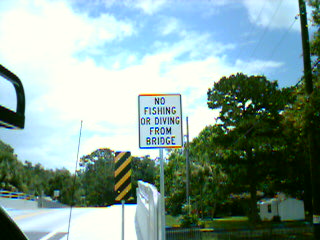 NO
FISHING
OR DIVING
FROM
BRIDGE